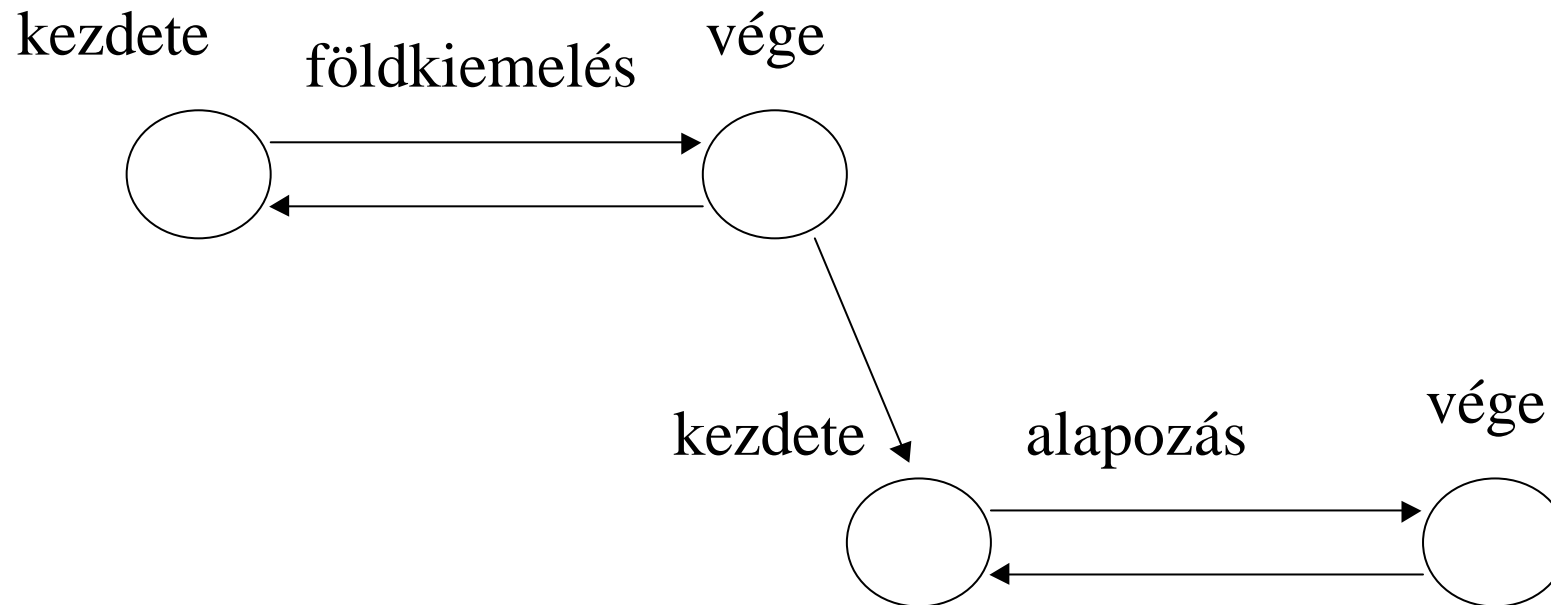 kezdete
földkiemelés
vége
kezdete
alapozás
vége